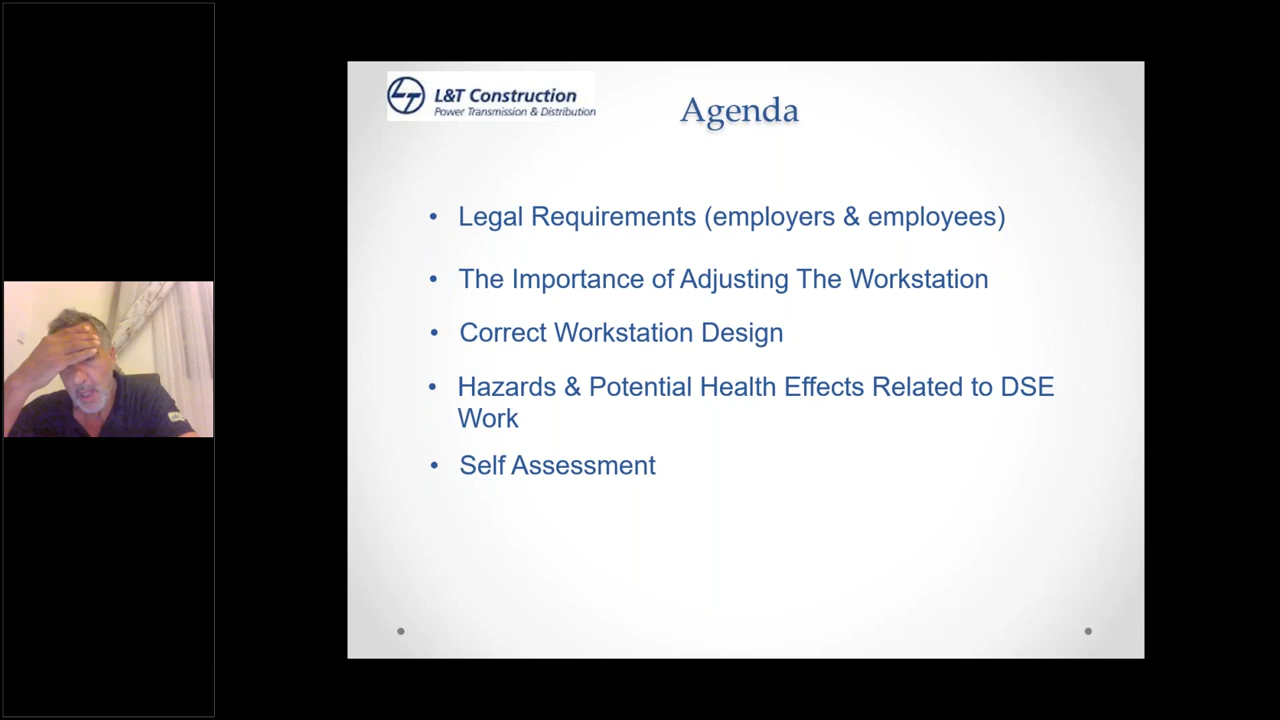 L&T Construction
Power Transmission & Distribution
Agenda
• Legal Requirements (employers & employees)
• The Importance of Adjusting The Workstation
• Correct Workstation Design
• Hazards & Potential Health Effects Related to DSE
Work
• Self Assessment